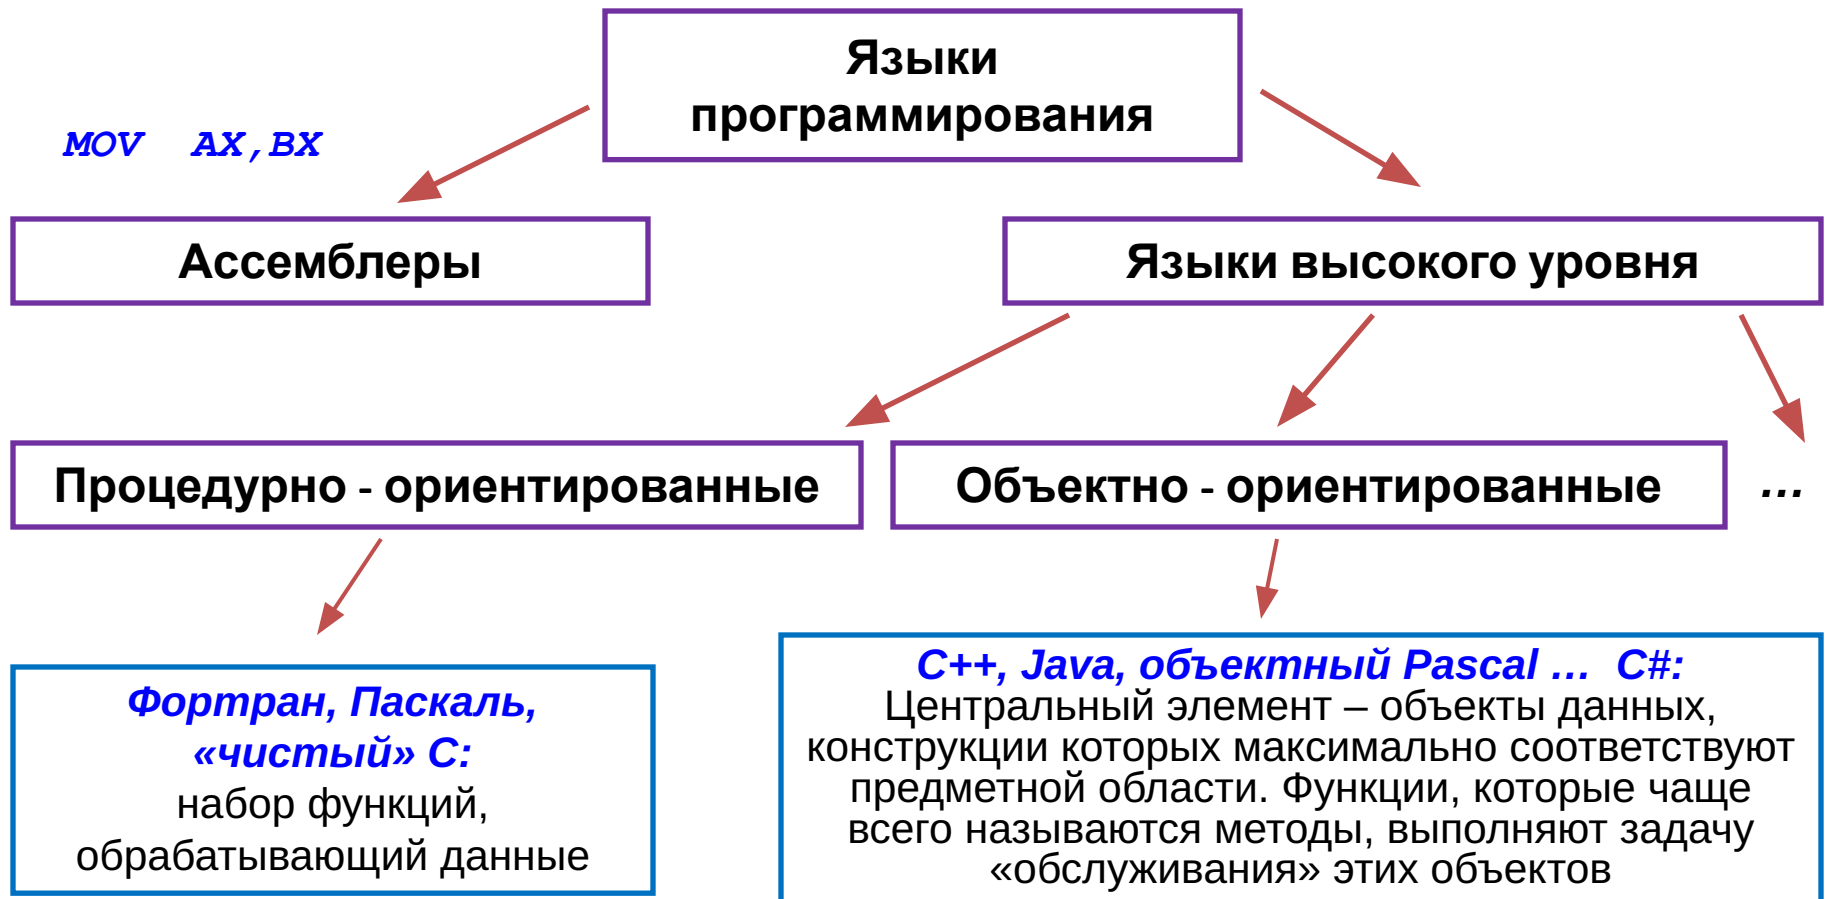 Языки
программирования
MOV  AX,BX
Ассемблеры
Языки высокого уровня
Процедурно - ориентированные
Объектно - ориентированные
...
Фортран, Паскаль,
«чистый» С:
набор функций,
обрабатывающий данные
C++, Java, объектный Pascal …  C#:
Центральный элемент – объекты данных,
конструкции которых максимально соответствуют
предметной области. Функции, которые чаще
всего называются методы, выполняют задачу
«обслуживания» этих объектов